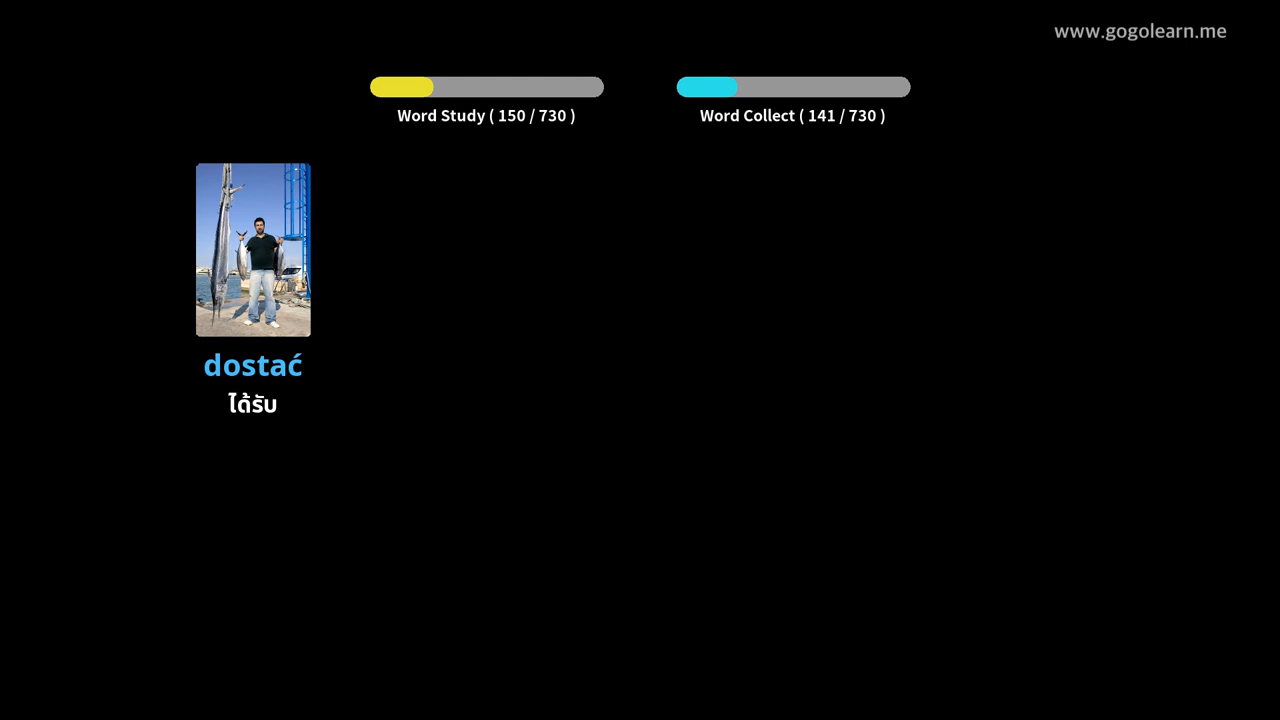 www.gogolearn.me
Word Study ( 150 / 730 )
Word Collect ( 141 / 730 )
dostać
ได้รับ